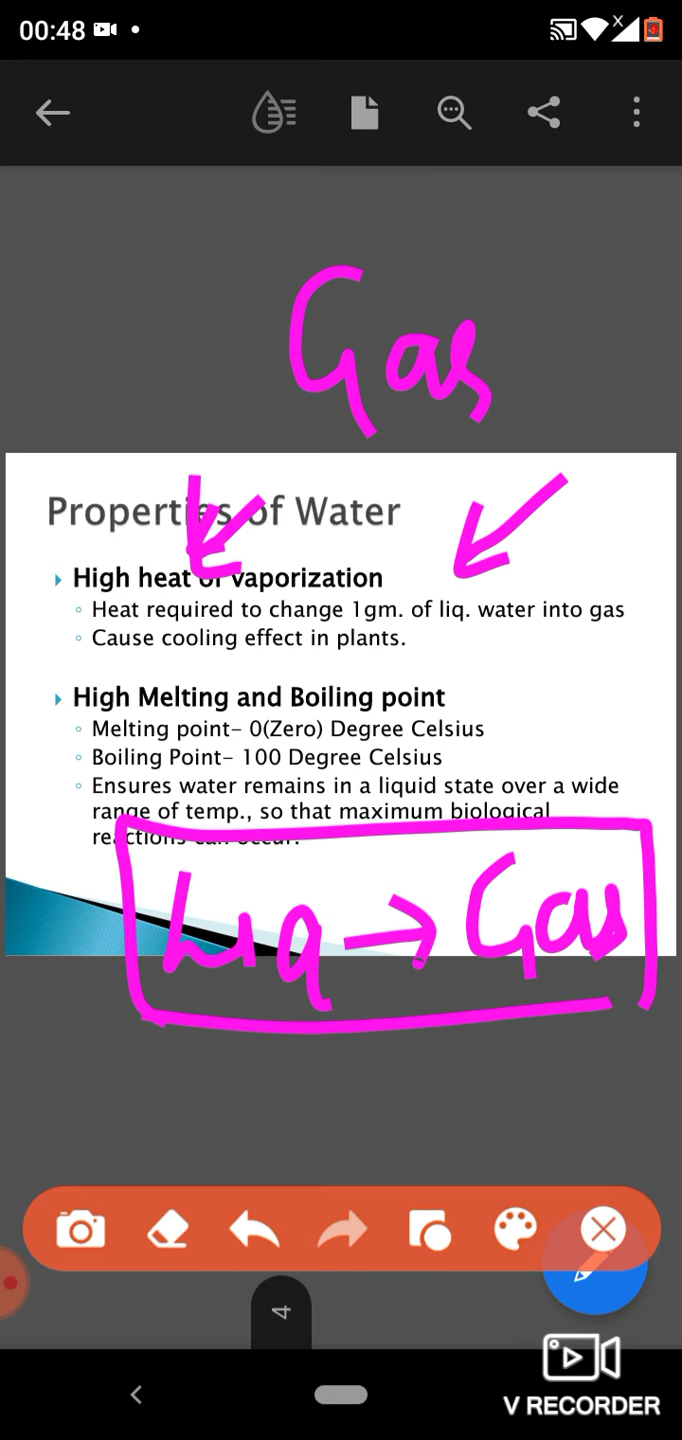 00:48
Gas
Properties of Water
High heat of vaporization
Heat required to change 1gm. of liq. water into gas
Cause cooling effect in plants.
High Melting and Boiling point
Melting point- 0(Zero) Degree Celsius
Boiling Point- 100 Degree Celsius
Ensures water remains in a liquid state over a wide
range of temp., so that maximum biological
reactions can occur.
Liq → Gas
4
V RECORDER